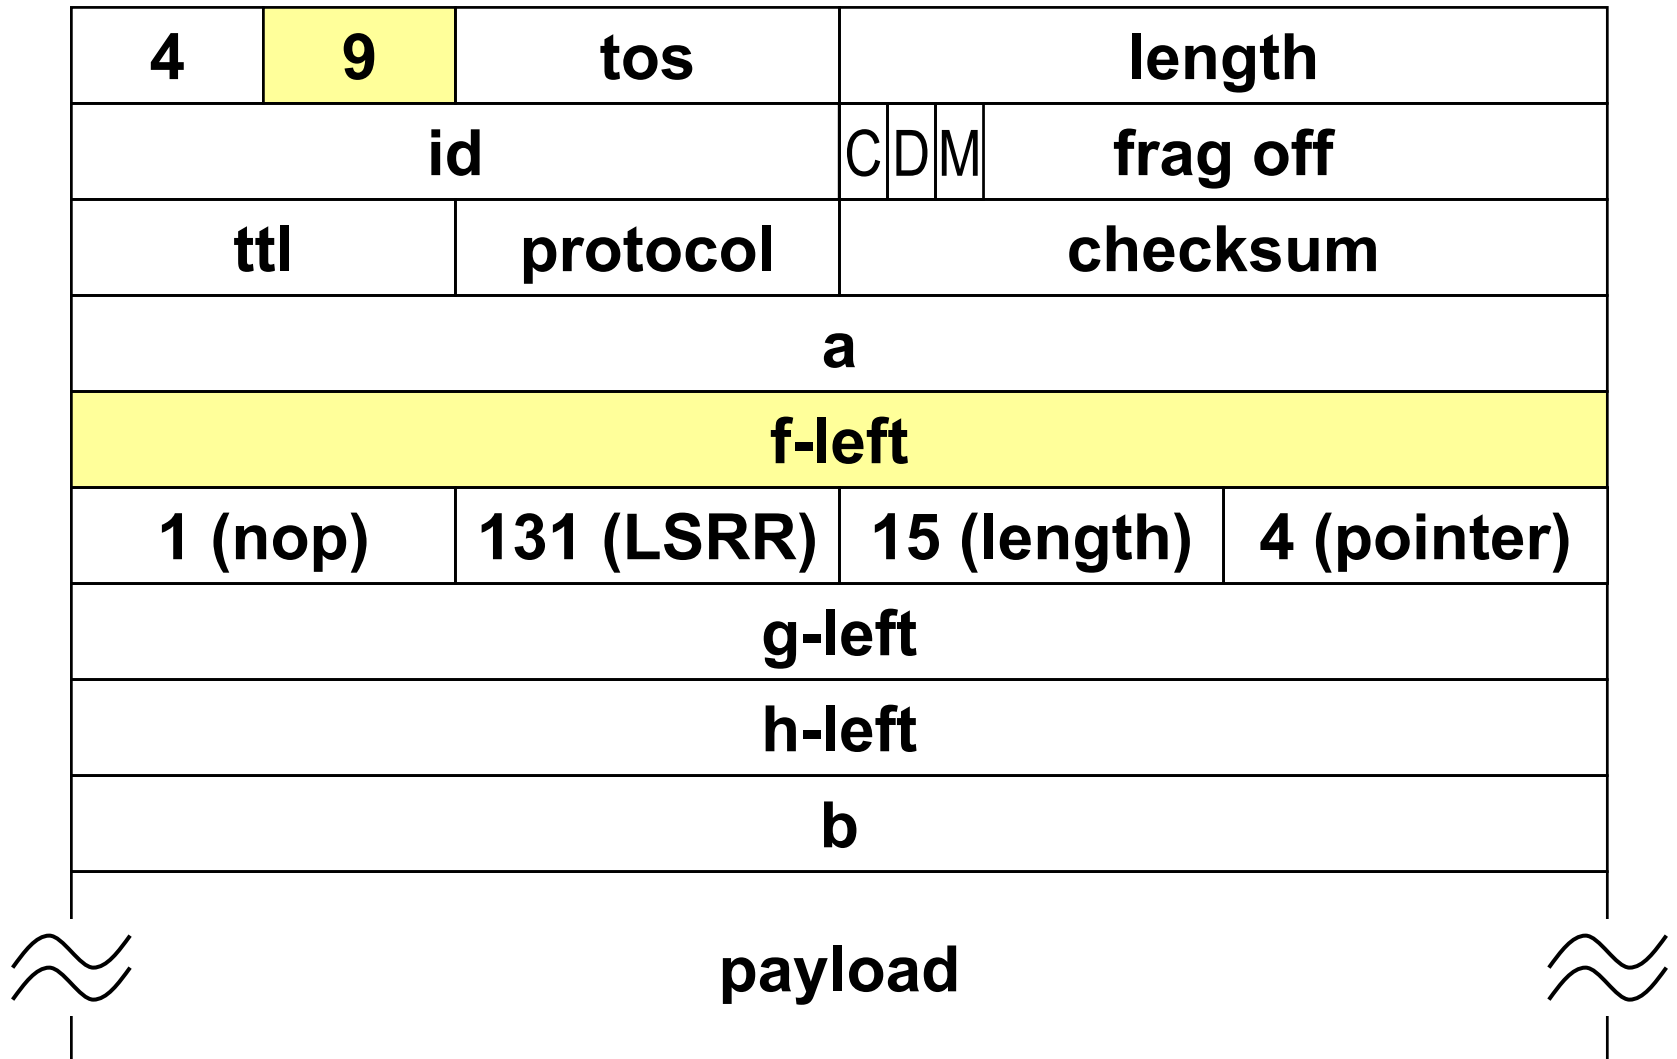 4 9 tos length
id C D M frag off
ttl protocol checksum
a
f-left
1 (nop) 131 (LSRR) 15 (length) 4 (pointer)
g-left
h-left
b
payload